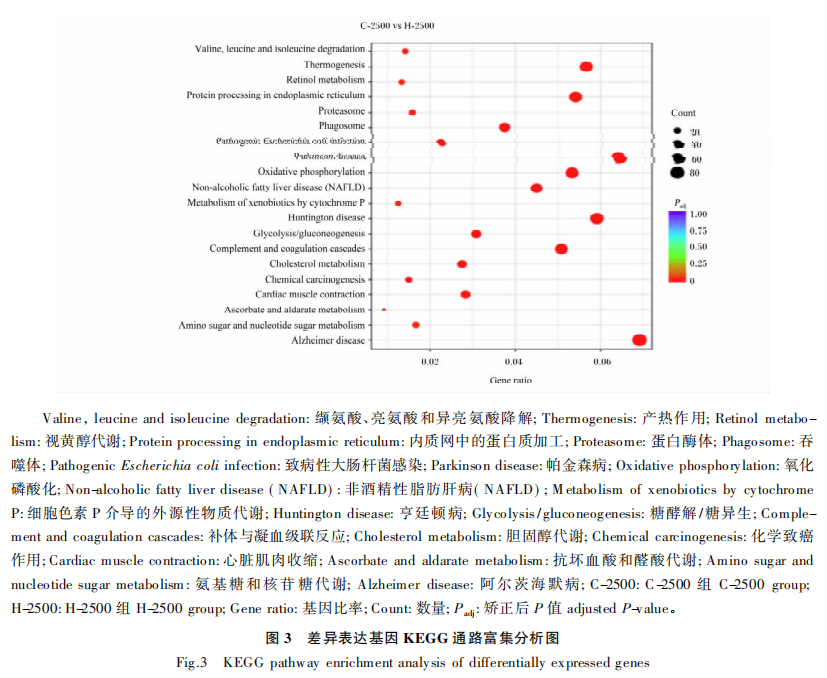 C-2500 vs H-2500
Valine, leucine and isoleucine degradation
Thermogenesis
Retinol metabolism
Protein processing in endoplasmic reticulum
Proteasome
Phagosome
Pathogenic Escherichia coli infection
Parkinson disease
Oxidative phosphorylation
Non-alcoholic fatty liver disease (NAFLD)
Metabolism of xenobiotics by cytochrome P
Huntington disease
Glycolysis/gluconeogenesis
Complement and coagulation cascades
Cholesterol metabolism
Chemical carcinogenesis
Cardiac muscle contraction
Ascorbate and aldarate metabolism
Amino sugar and nucleotide sugar metabolism
Alzheimer disease
0.02 0.04 0.06
Gene ratio
Count
20
40
60
80
Padj
1.00
0.75
0.50
0.25
0
Valine, leucine and isoleucine degradation: 缬氨酸、亮氨酸和异亮氨酸降解; Thermogenesis: 产热作用; Retinol metabo-
lism: 视黄醇代谢; Protein processing in endoplasmic reticulum: 内质网中的蛋白质加工; Proteasome: 蛋白酶体; Phagosome: 吞
噬体; Pathogenic Escherichia coli infection: 致病性大肠杆菌感染; Parkinson disease: 帕金森病; Oxidative phosphorylation: 氧化
磷酸化; Non-alcoholic fatty liver disease (NAFLD): 非酒精性脂肪肝病(NAFLD); Metabolism of xenobiotics by cytochrome
P: 细胞色素 P 介导的外源性物质代谢; Huntington disease: 亨廷顿病; Glycolysis/gluconeogenesis: 糖酵解/糖异生; Comple-
ment and coagulation cascades: 补体与凝血级联反应; Cholesterol metabolism: 胆固醇代谢; Chemical carcinogenesis: 化学致癌
作用; Cardiac muscle contraction: 心脏肌肉收缩; Ascorbate and aldarate metabolism: 抗坏血酸和醛酸代谢; Amino sugar and
nucleotide sugar metabolism: 氨基糖和核苷糖代谢; Alzheimer disease: 阿尔茨海默病; C-2500: C-2500 组 C-2500 group;
H-2500: H-2500 组 H-2500 group; Gene ratio: 基因比率; Count: 数量; Padj: 矫正后 P 值 adjusted P-value。
图 3 差异表达基因 KEGG 通路富集分析图
Fig.3 KEGG pathway enrichment analysis of differentially expressed genes